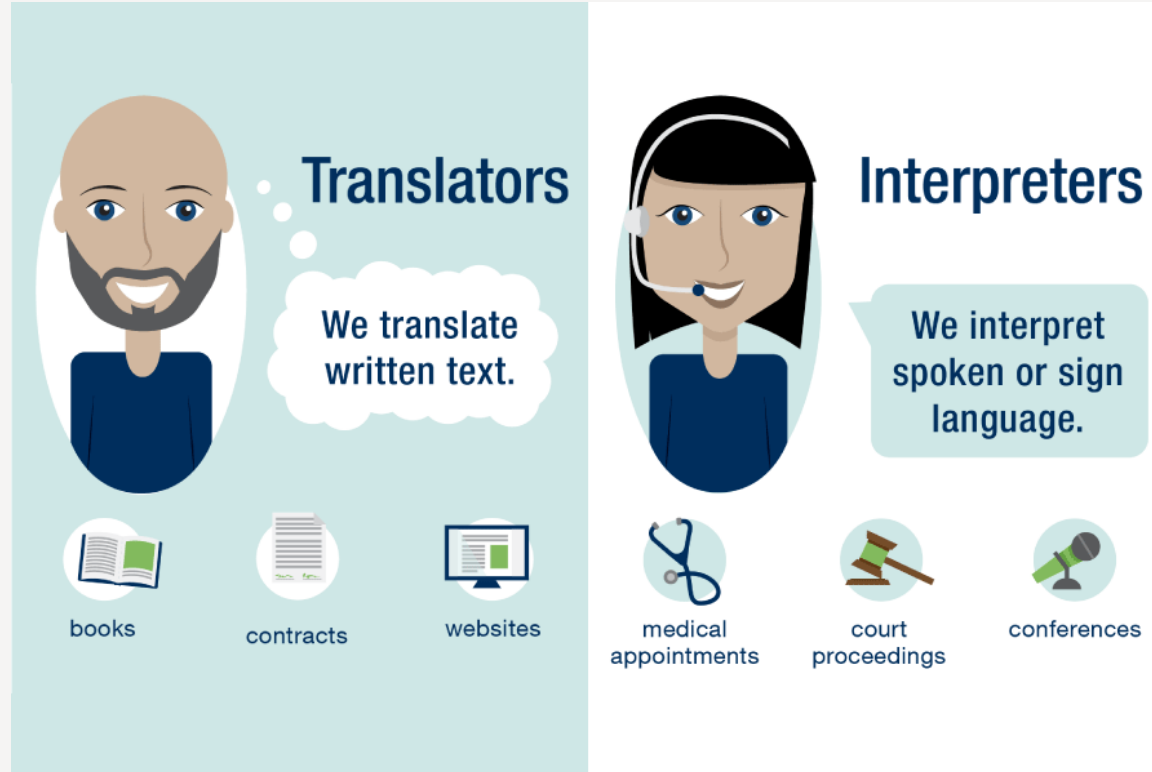 Translators
We translate
written text.
books
contracts
websites
Interpreters
We interpret
spoken or sign
language.
medical
appointments
court
proceedings
conferences